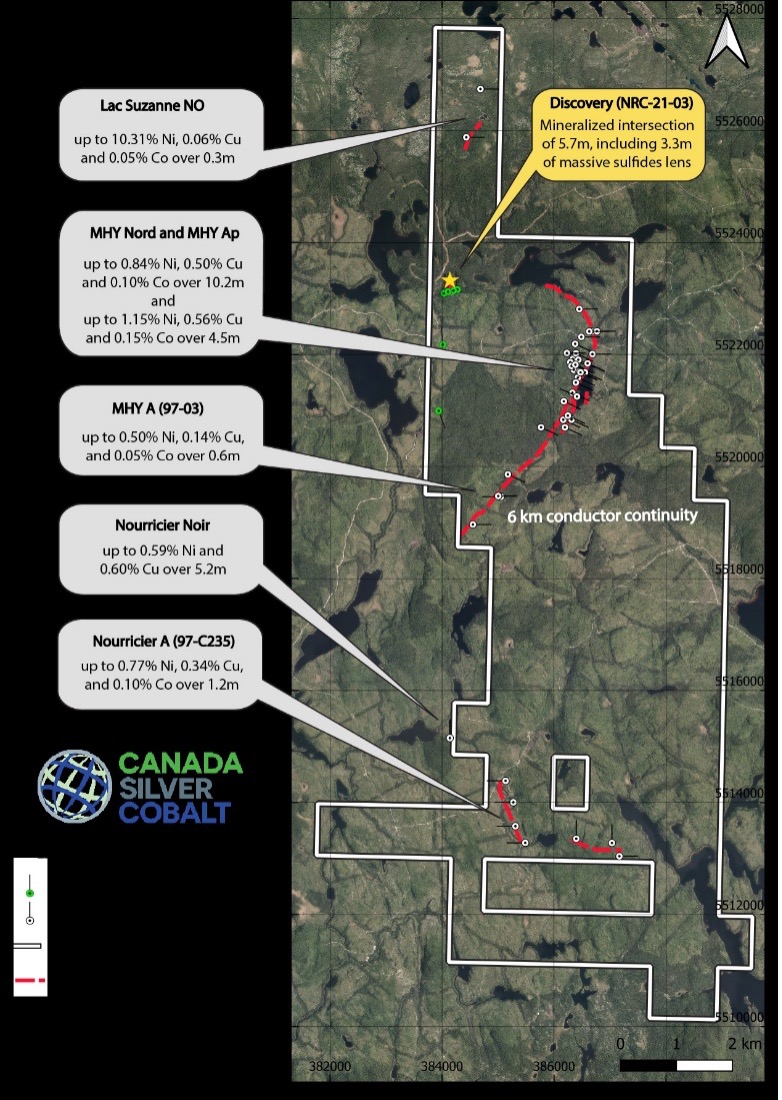 5528000
Lac Suzanne NO
up to 10.31% Ni, 0.06% Cu
and 0.05% Co over 0.3m
Discovery (NRC-21-03)
Mineralized intersection
of 5.7m, including 3.3m
of massive sulfides lens
5526000
MHY Nord and MHY Ap
up to 0.84% Ni, 0.50% Cu
and 0.10% Co over 10.2m
and
up to 1.15% Ni, 0.56% Cu
and 0.15% Co over 4.5m
5524000
5522000
MHY A (97-03)
up to 0.50% Ni, 0.14% Cu,
and 0.05% Co over 0.6m
5520000
6 km conductor continuity
Nourricier Noir
up to 0.59% Ni and
0.60% Cu over 5.2m
5518000
Nourricier A (97-C235)
up to 0.77% Ni, 0.34% Cu,
and 0.10% Co over 1.2m
5516000
CANADA
SILVER
COBALT
5514000
5512000
5510000
0 1 2 km
382000 384000 386000